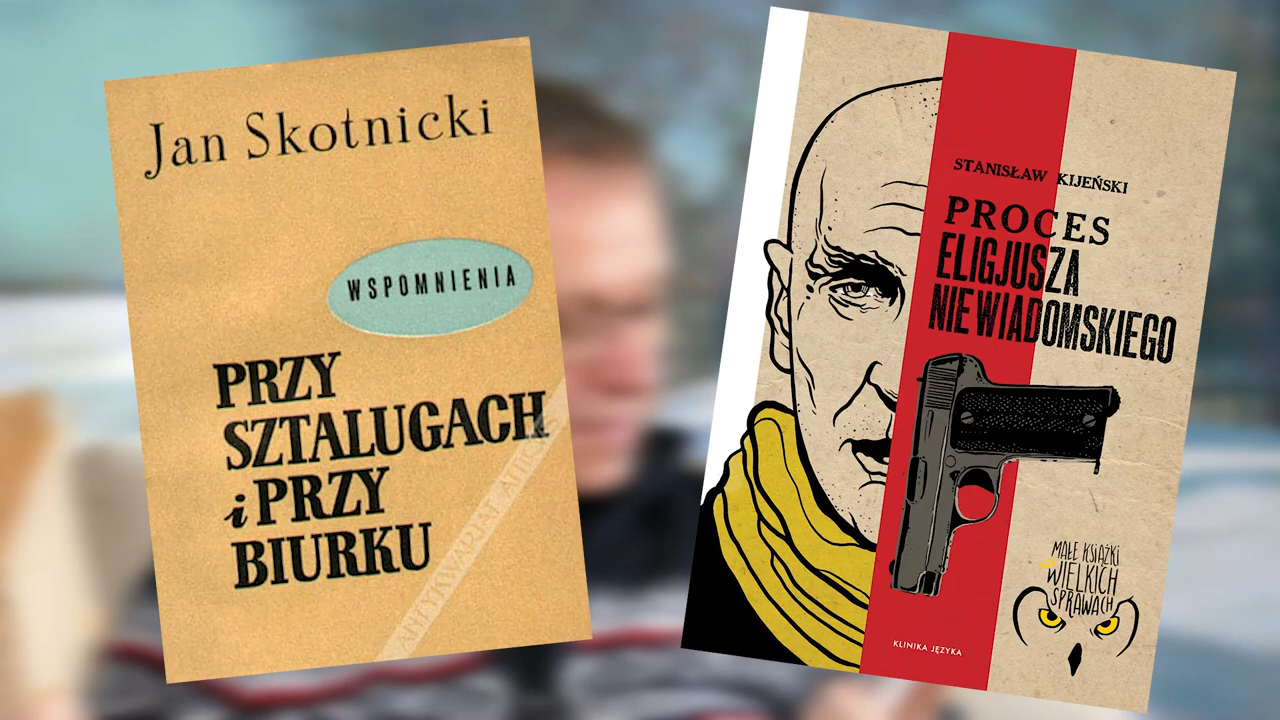 Jan Skotnicki
WSPOMNIENIA
PRZY
SZTALUGACH
i PRZY
BIURKU
STANISŁAW KIJEŃSKI
PROCES
ELIGJUSZA
NIEWIADOMSKIEGO
MAŁE KSIĄŻKI
WIELKICH
SPRAWACH
KLINIKA JĘZYKA